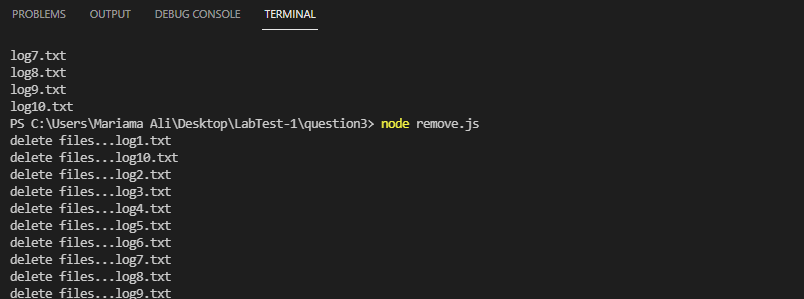 PROBLEMS OUTPUT DEBUG CONSOLE TERMINAL
log7.txt
log8.txt
log9.txt
log10.txt
PS C:\Users\Mariama Ali\Desktop\LabTest-1\question3> node remove.js
delete files...log1.txt
delete files...log10.txt
delete files...log2.txt
delete files...log3.txt
delete files...log4.txt
delete files...log5.txt
delete files...log6.txt
delete files...log7.txt
delete files...log8.txt
delete files...log9.txt